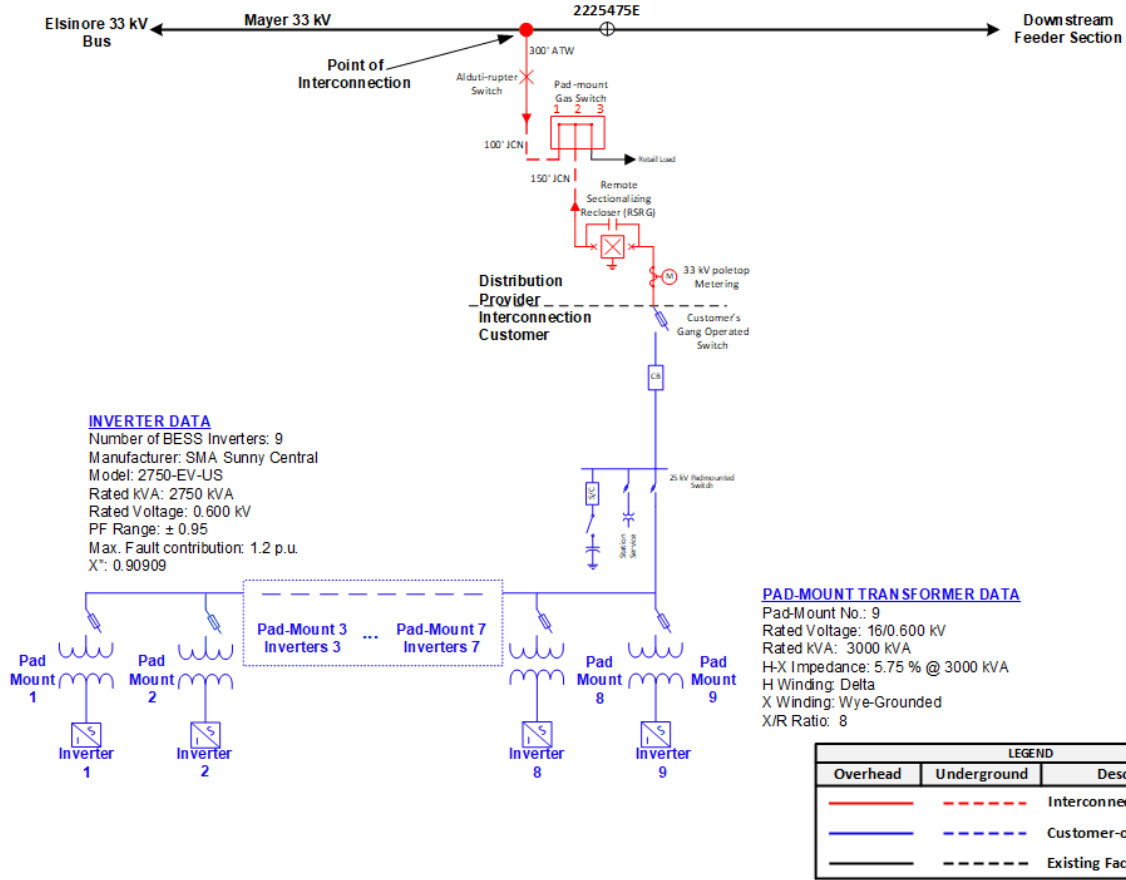 Elsinore 33 kV
Bus
Mayer 33 kV
2225475E
Downstream
Feeder Section
Point of
Interconnection
300' ATW
Alduti-rupter
Switch
Pad-mount
Gas Switch
1 2 3
100' JCN
Retail Load
150' JCN
Remote
Sectionalizing
Recloser (RSRG)
M
33 kV poletop
Metering
Distribution
Provider
Interconnection
Customer
Customer's
Gang Operated
Switch
CB
INVERTER DATA
Number of BESS Inverters: 9
Manufacturer: SMA Sunny Central
Model: 2750-EV-US
Rated kVA: 2750 kVA
Rated Voltage: 0.600 kV
PF Range: ± 0.95
Max. Fault contribution: 1.2 p.u.
X": 0.90909
25 kV Padmounted
Switch
S/C
Station
Service
PAD-MOUNT TRANSFORMER DATA
Pad-Mount No.: 9
Rated Voltage: 16/0.600 kV
Rated kVA: 3000 kVA
H-X Impedance: 5.75 % @ 3000 kVA
H Winding: Delta
X Winding: Wye-Grounded
X/R Ratio: 8
Pad
Mount
1
Pad
Mount
2
Pad-Mount 3 ... Pad-Mount 7
Inverters 3 Inverters 7
Pad
Mount
8
Pad
Mount
9
I S
I S
I S
I S
Inverter
1
Inverter
2
Inverter
8
Inverter
9
LEGEND
Overhead Underground Desc
Interconnec
Customer-o
Existing Fac